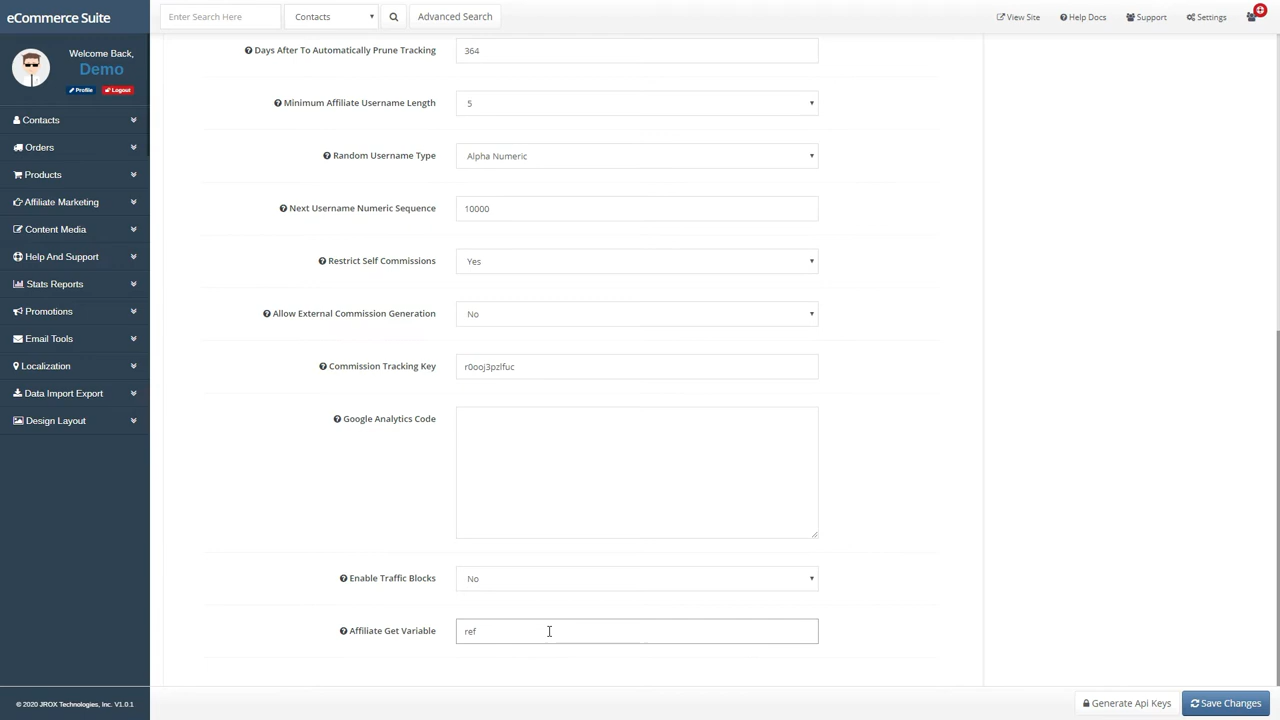 eCommerce Suite
Enter Search Here
Contacts
Advanced Search
View Site
Help Docs
Support
Settings
Welcome Back,
Demo
Profile
Logout
Contacts
Orders
Products
Affiliate Marketing
Content Media
Help And Support
Stats Reports
Promotions
Email Tools
Localization
Data Import Export
Design Layout
Days After To Automatically Prune Tracking
364
Minimum Affiliate Username Length
5
Random Username Type
Alpha Numeric
Next Username Numeric Sequence
10000
Restrict Self Commissions
Yes
Allow External Commission Generation
No
Commission Tracking Key
r0ooj3pzlfuc
Google Analytics Code
Enable Traffic Blocks
No
Affiliate Get Variable
ref
© 2020 JROX Technologies, Inc. V1.0.1
Generate Api Keys
Save Changes